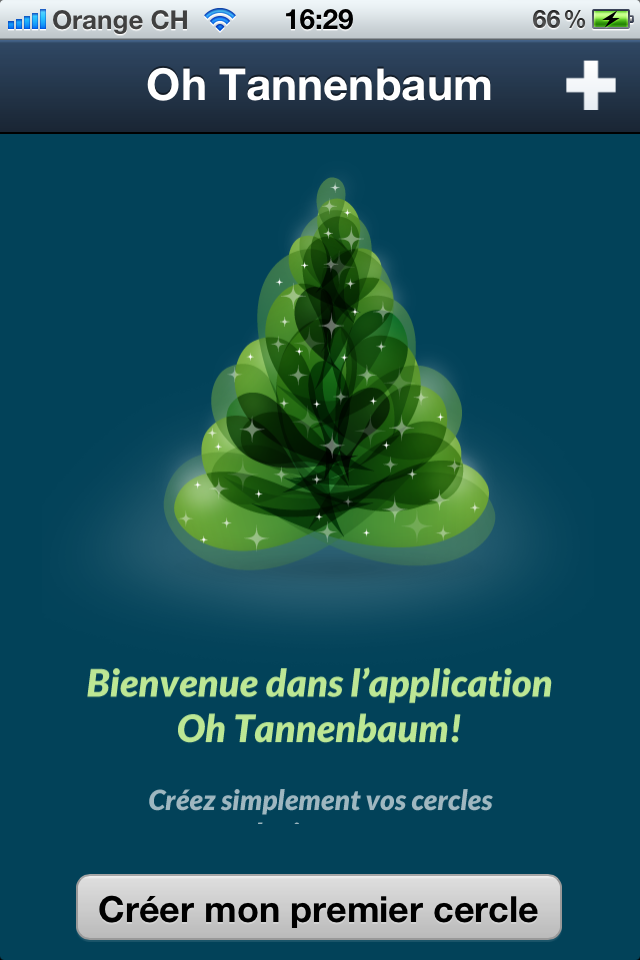 Orange CH 16:29 66 %
Oh Tannenbaum
Bienvenue dans l’application
Oh Tannenbaum!
Créez simplement vos cercles
Créer mon premier cercle